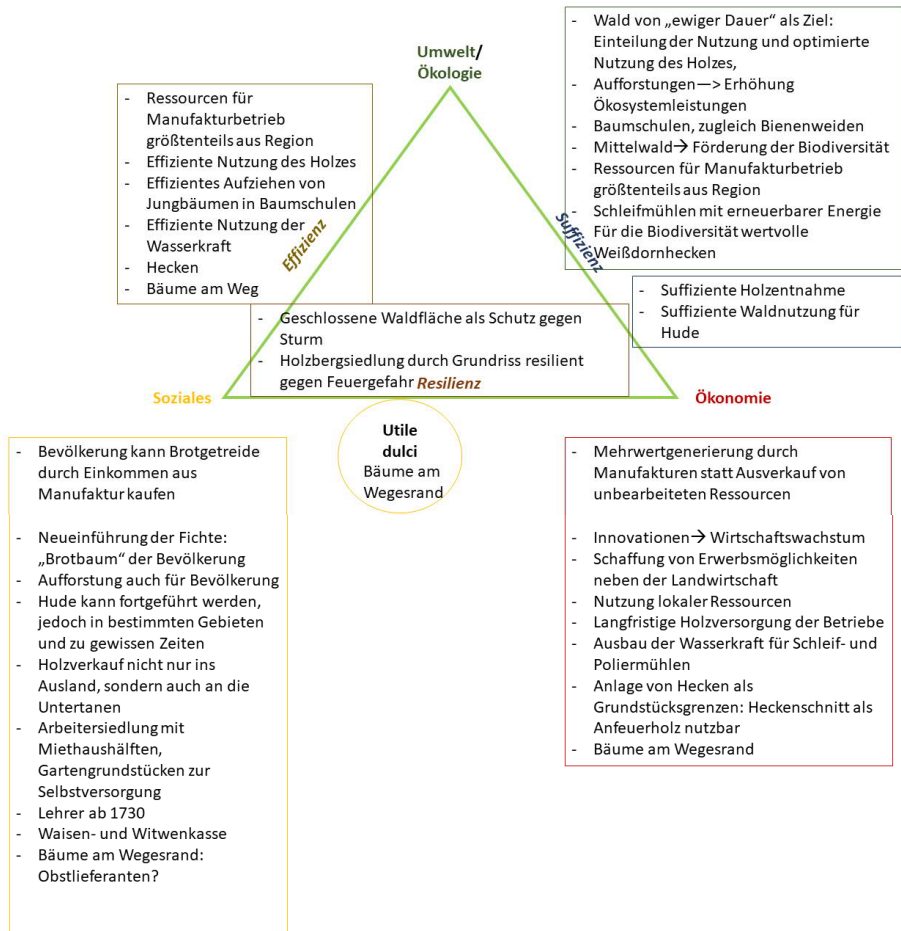 Umwelt/
Ökologie
- Ressourcen für
Manufakturbetrieb
größtenteils aus Region
- Effiziente Nutzung des Holzes
- Effizientes Aufziehen von
Jungbäumen in Baumschulen
- Effiziente Nutzung der
Wasserkraft
- Hecken
- Bäume am Weg
Effizienz
- Wald von „ewiger Dauer“ als Ziel:
Einteilung der Nutzung und optimierte
Nutzung des Holzes,
- Aufforstungen—> Erhöhung
Ökosystemleistungen
- Baumschulen, zugleich Bienenweiden
- Mittelwald→ Förderung der Biodiversität
- Ressourcen für Manufakturbetrieb
größtenteils aus Region
- Schleifmühlen mit erneuerbarer Energie
Für die Biodiversität wertvolle
Weißdornhecken
Suffizienz
- Suffiziente Holzentnahme
- Suffiziente Waldnutzung für
Hude
- Geschlossene Waldfläche als Schutz gegen
Sturm
- Holzbergsiedlung durch Grundriss resilient
gegen Feuergefahr Resilienz
Soziales
Ökonomie
Utile
dulci
Bäume am
Wegesrand
- Bevölkerung kann Brotgetreide
durch Einkommen aus
Manufaktur kaufen
- Neueinführung der Fichte:
„Brotbaum“ der Bevölkerung
- Aufforstung auch für Bevölkerung
- Hude kann fortgeführt werden,
jedoch in bestimmten Gebieten
und zu gewissen Zeiten
- Holzverkauf nicht nur ins
Ausland, sondern auch an die
Untertanen
- Arbeitersiedlung mit
Miethaushälften,
Gartengrundstücken zur
Selbstversorgung
- Lehrer ab 1730
- Waisen- und Witwenkasse
- Bäume am Wegesrand:
Obstlieferanten?
- Mehrwertgenerierung durch
Manufakturen statt Ausverkauf von
unbearbeiteten Ressourcen
- Innovationen→ Wirtschaftswachstum
- Schaffung von Erwerbsmöglichkeiten
neben der Landwirtschaft
- Nutzung lokaler Ressourcen
- Langfristige Holzversorgung der Betriebe
- Ausbau der Wasserkraft für Schleif- und
Poliermühlen
- Anlage von Hecken als
Grundstücksgrenzen: Heckenschnitt als
Anfeuerholz nutzbar
- Bäume am Wegesrand